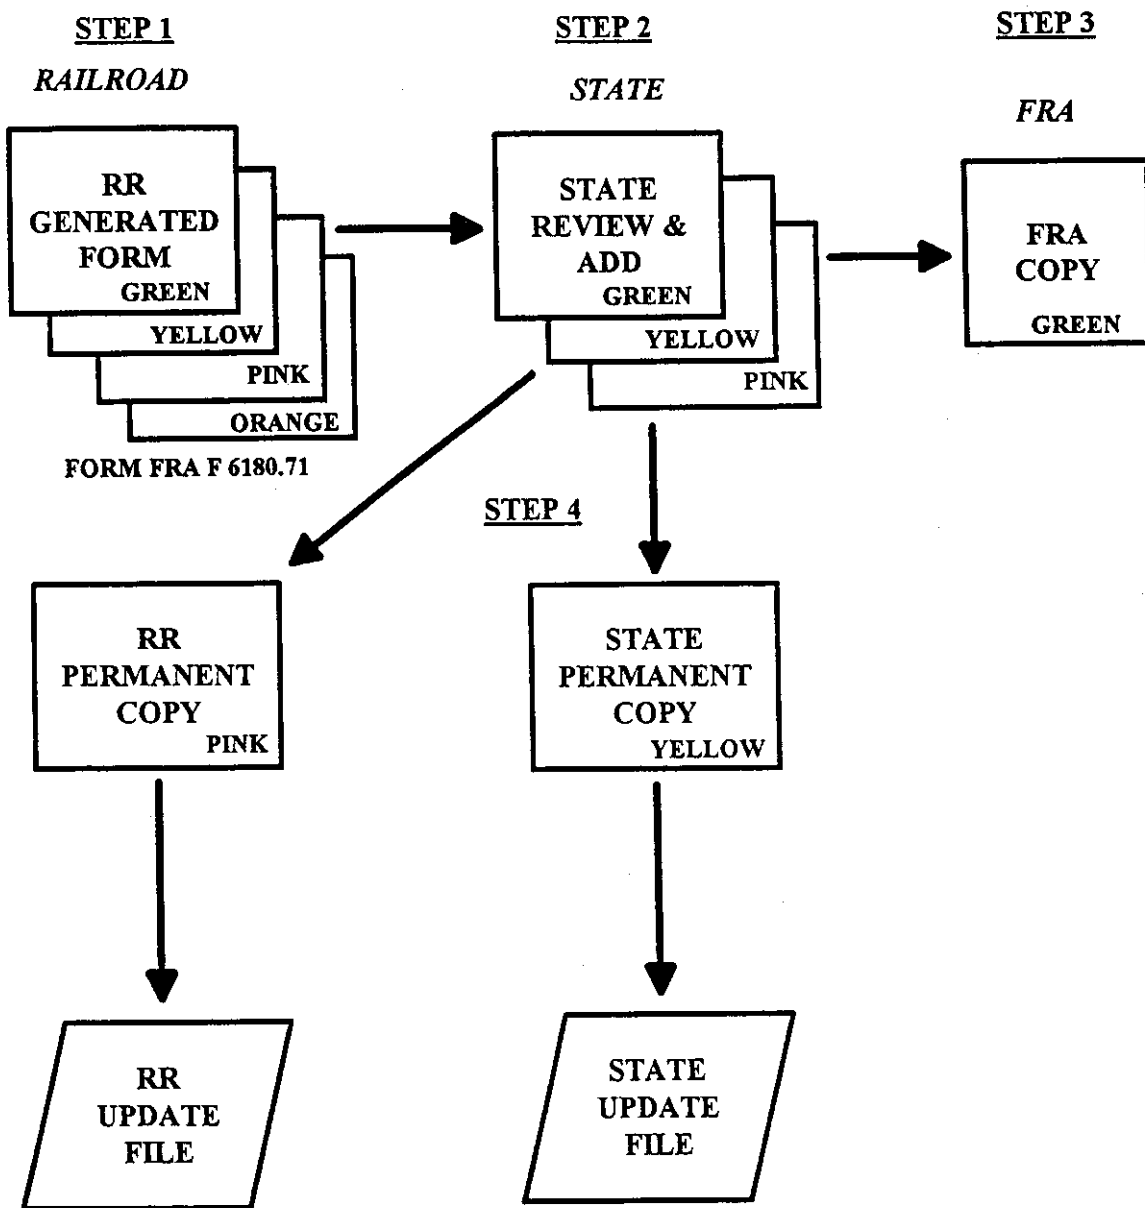 STEP 1
RAILROAD
RR
GENERATED
FORM
GREEN
YELLOW
PINK
ORANGE
FORM FRA F 6180.71
STEP 2
STATE
STATE
REVIEW &
ADD
GREEN
YELLOW
PINK
STEP 3
FRA
FRA
COPY
GREEN
STEP 4
RR
PERMANENT
COPY
PINK
STATE
PERMANENT
COPY
YELLOW
RR
UPDATE
FILE
STATE
UPDATE
FILE